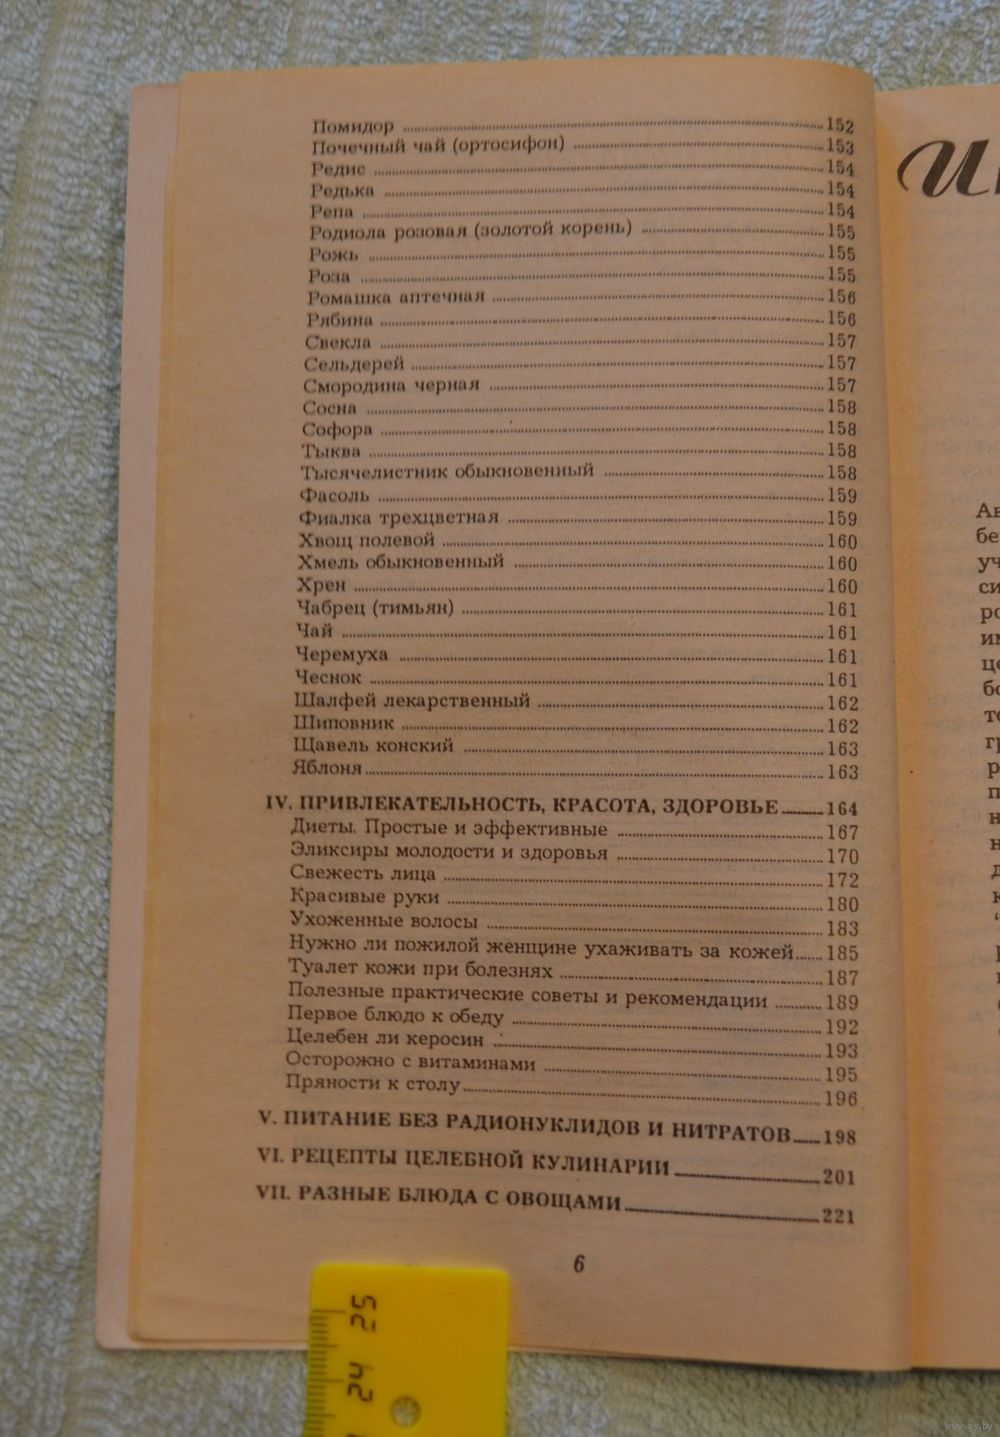 Помидор 152
Почечный чай (ортосифон) 153
Редис 154
Редька 154
Репа 154
Родиола розовая (золотой корень) 155
Рожь 155
Роза 155
Ромашка аптечная 156
Рябина 156
Свекла 157
Сельдерей 157
Смородина черная 157
Сосна 158
Софора 158
Тыква 158
Тысячелистник обыкновенный 158
Фасоль 159
Фиалка трехцветная 159
Хвощ полевой 160
Хмель обыкновенный 160
Хрен 160
Чабрец (тимьян) 161
Чай 161
Черемуха 161
Чеснок 161
Шалфей лекарственный 162
Шиповник 162
Щавель конский 163
Яблоня 163
IV. ПРИВЛЕКАТЕЛЬНОСТЬ, КРАСОТА, ЗДОРОВЬЕ 164
Диеты. Простые и эффективные 167
Эликсиры молодости и здоровья 170
Свежесть лица 172
Красивые руки 180
Ухоженные волосы 183
Нужно ли пожилой женщине ухаживать за кожей 185
Туалет кожи при болезнях 187
Полезные практические советы и рекомендации 189
Первое блюдо к обеду 192
Целебен ли керосин 193
Осторожно с витаминами 195
Пряности к столу 196
V. ПИТАНИЕ БЕЗ РАДИОНУКЛИДОВ И НИТРАТОВ 198
VI. РЕЦЕПТЫ ЦЕЛЕБНОЙ КУЛИНАРИИ 201
VII. РАЗНЫЕ БЛЮДА С ОВОЩАМИ 221
6
25
24
www.ay.by